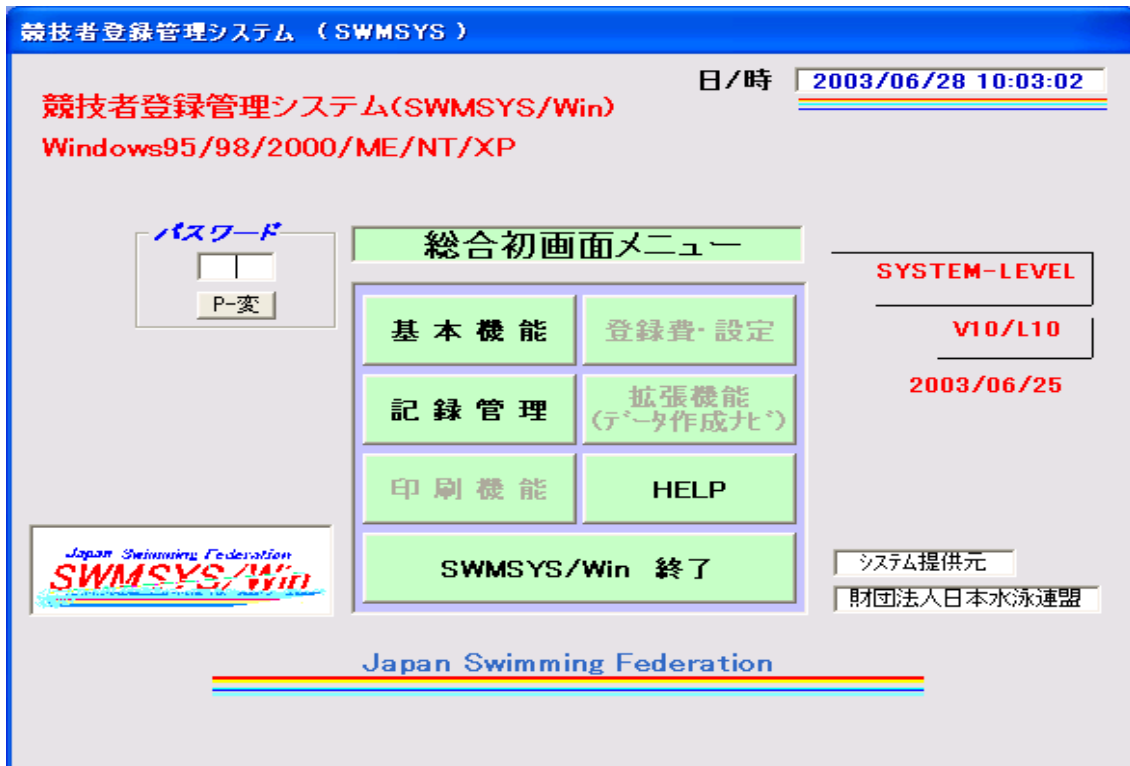 競技者登録管理システム （SWMSYS）
日/時 2003/06/28 10:03:02
競技者登録管理システム(SWMSYS/Win)
Windows95/98/2000/ME/NT/XP
パスワード
P-変
総合初画面メニュー
基 本 機 能
登録費・設定
記 録 管 理
拡張機能
(ﾃﾞｰﾀ作成ﾅﾋﾞ)
印 刷 機 能
HELP
SWMSYS/Win 終了
SYSTEM-LEVEL
V10/L10
2003/06/25
Japan Swimming Federation
SWMSYS/Win
ｼｽﾃﾑ提供元
財団法人日本水泳連盟
Japan Swimming Federation